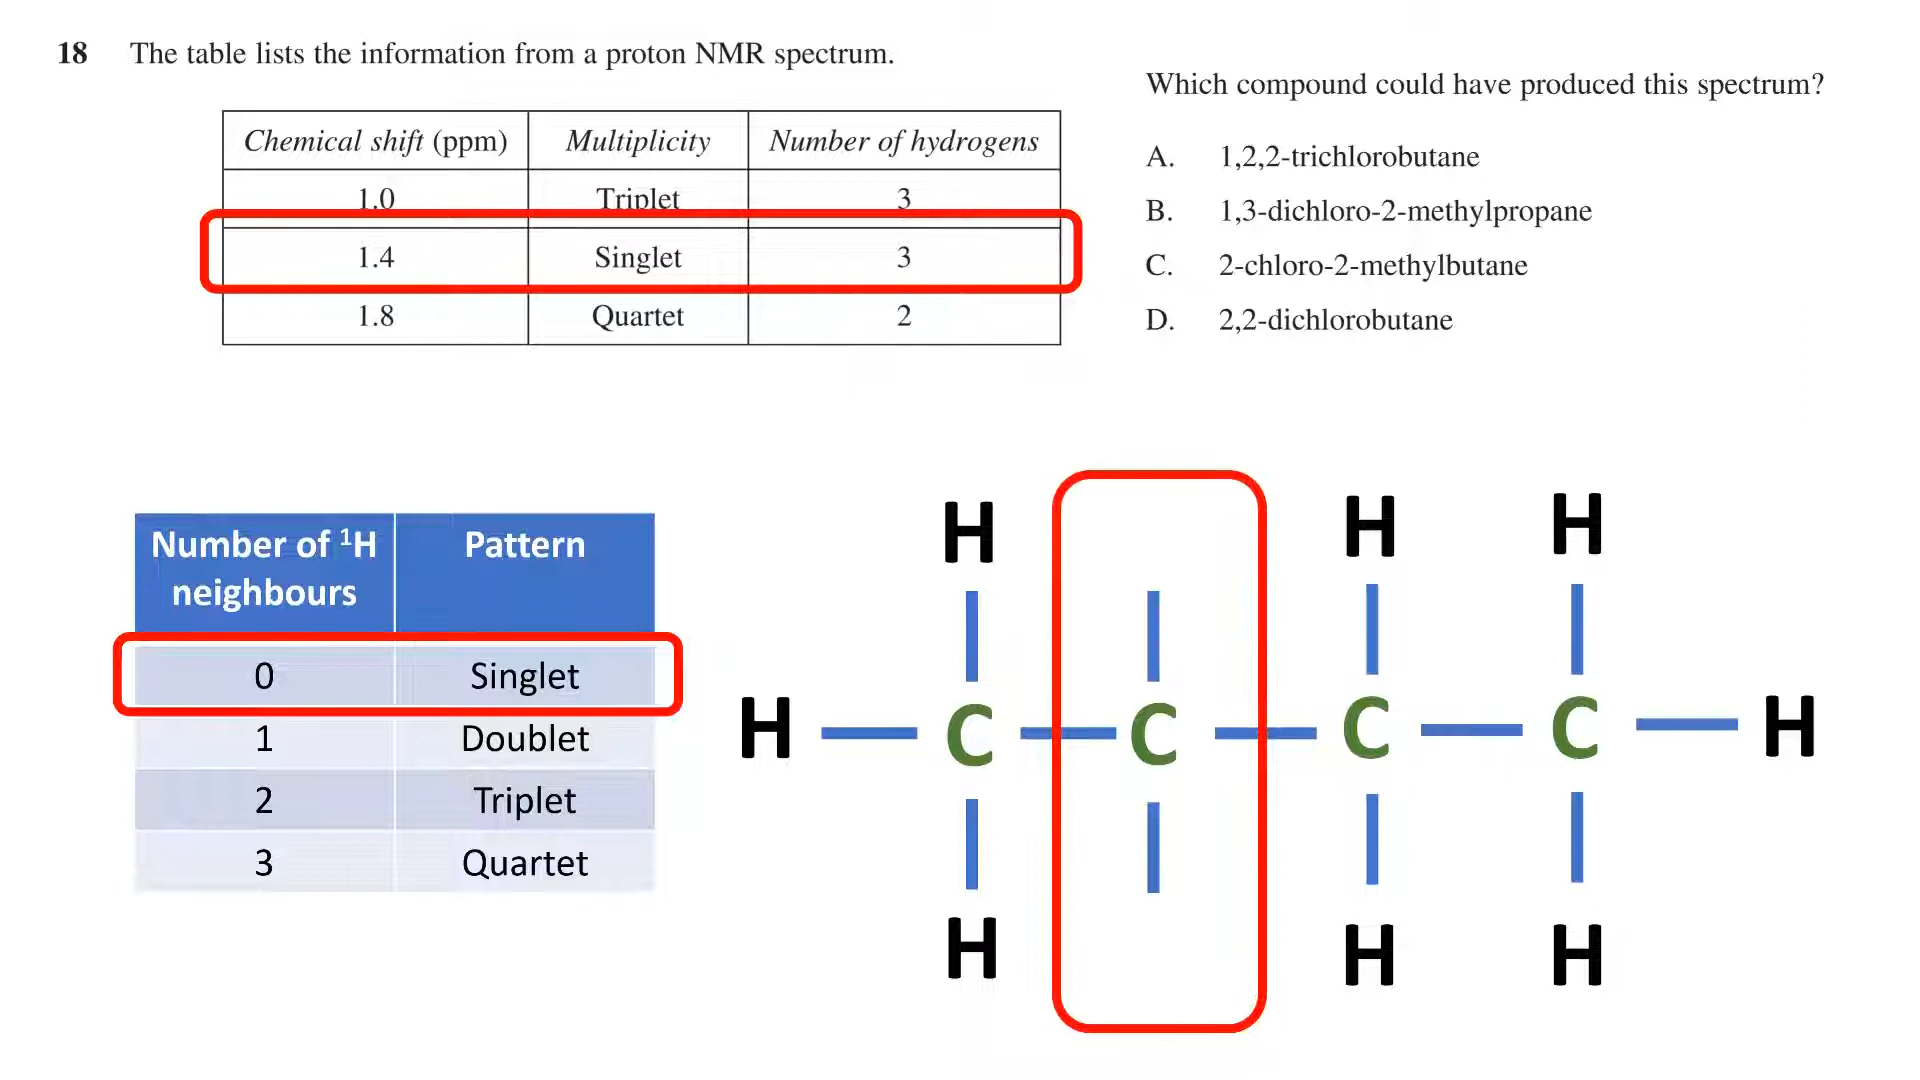 18 The table lists the information from a proton NMR spectrum.
Chemical shift (ppm) Multiplicity Number of hydrogens
1.0 Triplet 3
1.4 Singlet 3
1.8 Quartet 2
Which compound could have produced this spectrum?
A. 1,2,2-trichlorobutane
B. 1,3-dichloro-2-methylpropane
C. 2-chloro-2-methylbutane
D. 2,2-dichlorobutane
Number of ¹H neighbours Pattern
0 Singlet
1 Doublet
2 Triplet
3 Quartet
H H H
H C C C C H
H H H